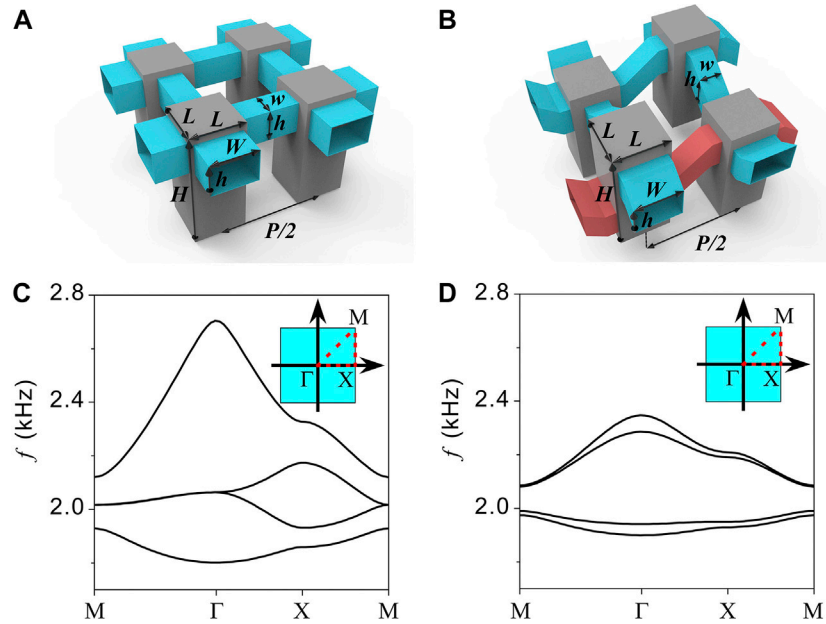 A
L
L
w
h
W
h
H
P/2
B
h
w
L
L
W
H
h
P/2
C
2.8
2.4
2.0
f (kHz)
M
Γ
X
M
Γ
X
M
D
2.8
2.4
2.0
f (kHz)
M
Γ
X
M
Γ
X
M